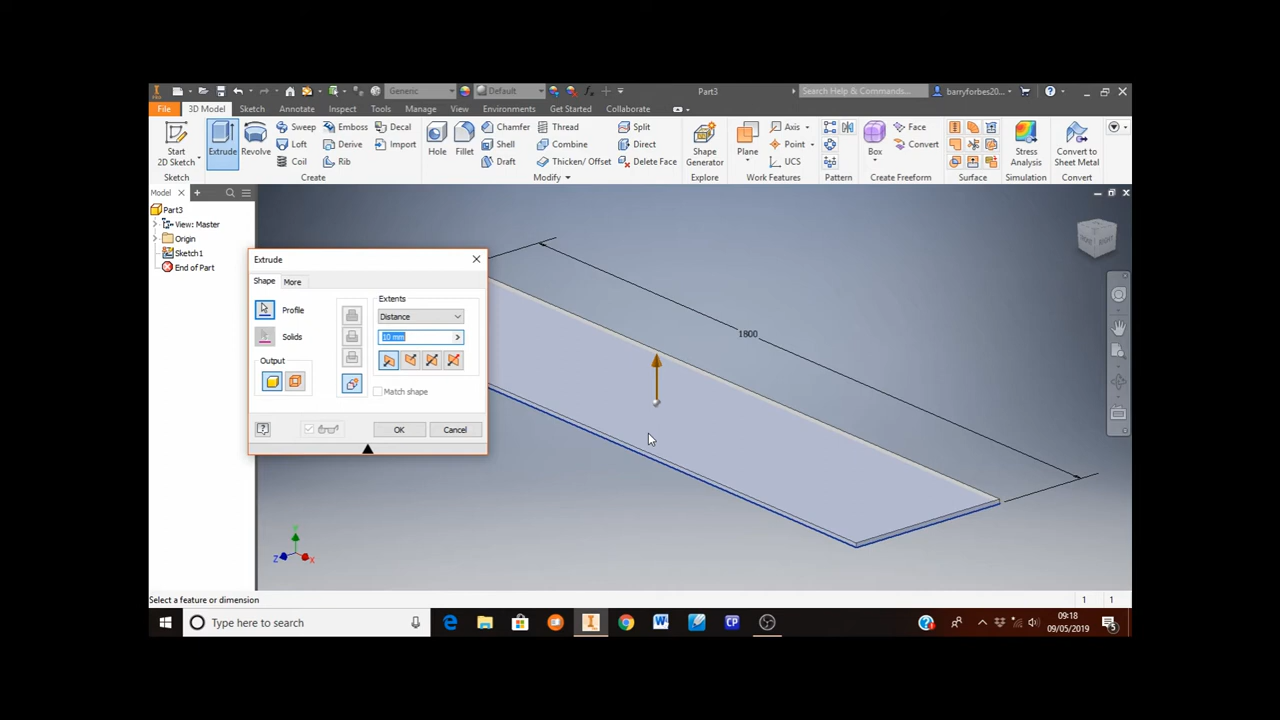 Generic Default Part3 Search Help & Commands... barryforbes20...
File 3D Model Sketch Annotate Inspect Tools Manage View Environments Get Started Collaborate
Start 2D Sketch Extrude Revolve Sweep Emboss Decal Hole Fillet Chamfer Thread Split Shape Generator Plane Axis Box Face Stress Analysis Convert to Sheet Metal
Loft Derive Import Shell Combine Direct Point Convert
Coil Rib Draft Thicken/ Offset Delete Face UCS
Sketch Create Modify Explore Work Features Pattern Create Freeform Surface Simulation Convert
Model
Part3
View: Master
Origin
Sketch1
End of Part
Extrude
Shape More
Extents
Profile Distance
Solids 10 mm
Output
Match shape
OK Cancel
1800
RIGHT
Y
Z X
Select a feature or dimension 1 1
Type here to search
09:18
09/05/2019
5